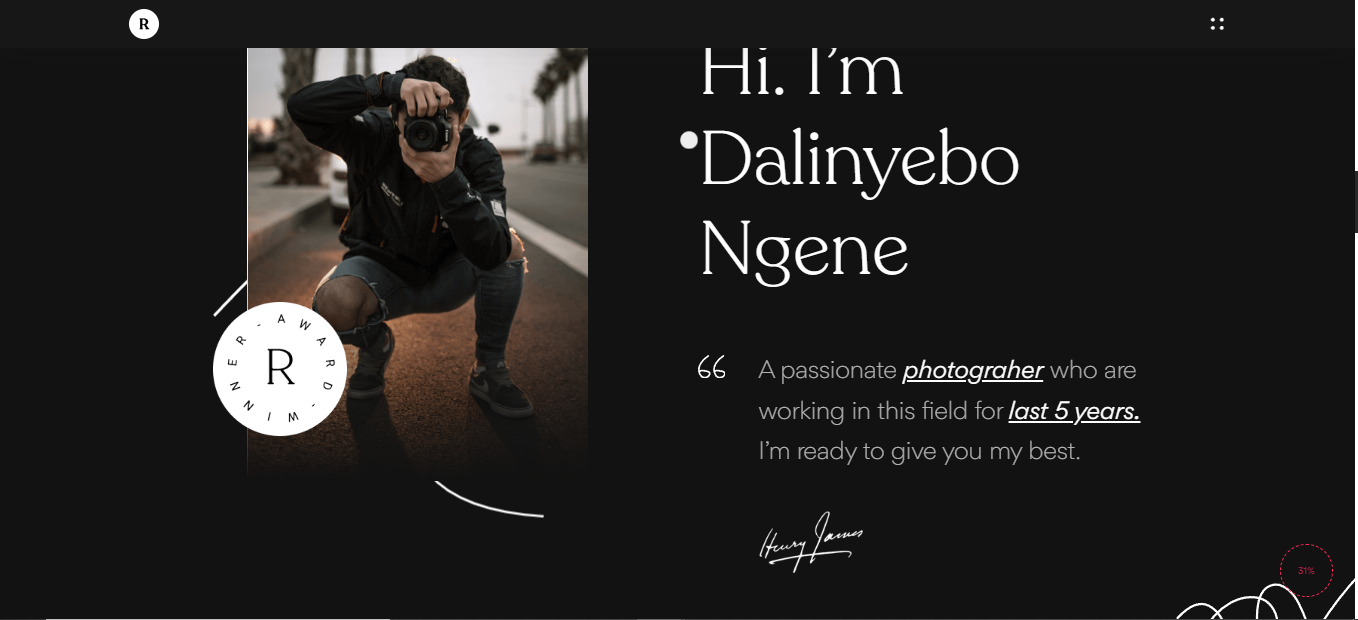 R
Hi. I’m
Dalinyebo
Ngene
AWARD-WINNER-
R
A passionate photograher who are
working in this field for last 5 years.
I’m ready to give you my best.
Henry James
31%